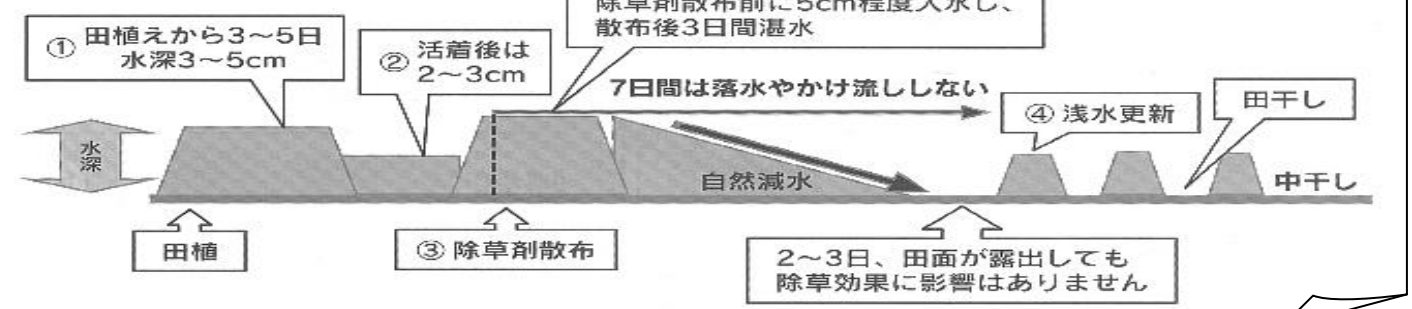 除草剤散布前に5cm程度入水し、
散布後3日間湛水
① 田植えから3〜5日
水深3〜5cm
② 活着後は
2〜3cm
7日間は落水やかけ流ししない
④ 浅水更新
田干し
水深
自然減水
中干し
田植
③ 除草剤散布
2〜3日、田面が露出しても
除草効果に影響はありません